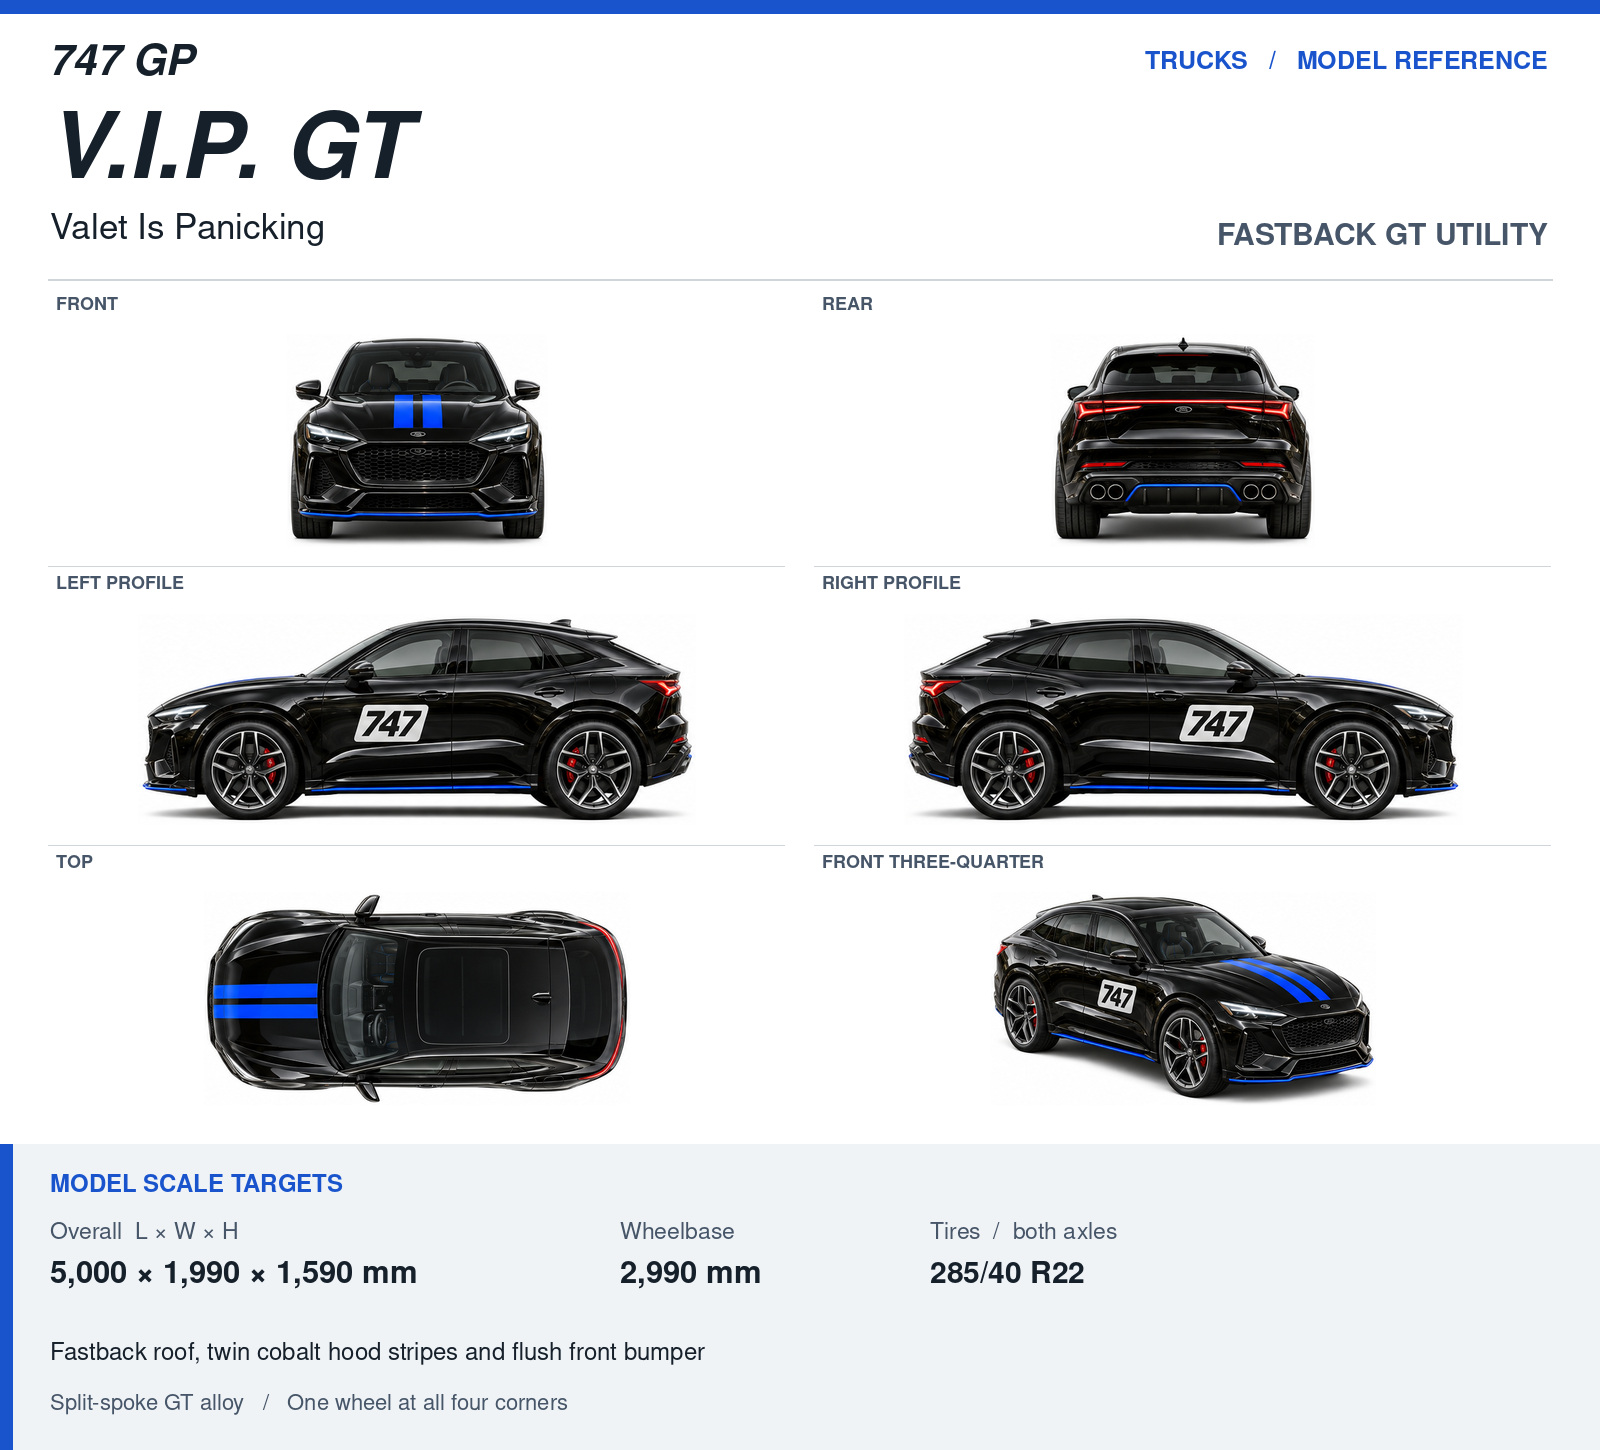 747 GP
TRUCKS / MODEL REFERENCE
V.I.P. GT
Valet Is Panicking
FASTBACK GT UTILITY
FRONT
REAR
LEFT PROFILE
RIGHT PROFILE
747
747
TOP
FRONT THREE-QUARTER
747
MODEL SCALE TARGETS
Overall L × W × H
Wheelbase
Tires / both axles
5,000 × 1,990 × 1,590 mm
2,990 mm
285/40 R22
Fastback roof, twin cobalt hood stripes and flush front bumper
Split-spoke GT alloy / One wheel at all four corners